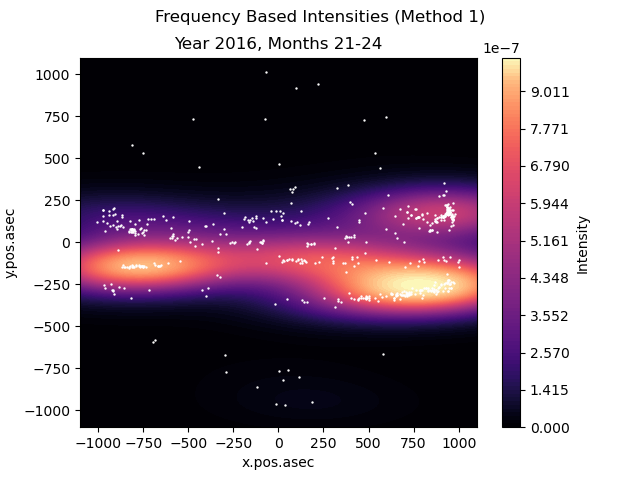 Frequency Based Intensities (Method 1)
Year 2016, Months 21-24
1e−7
1000
750
500
250
0
−250
−500
−750
−1000
y.pos.asec
−1000 −750 −500 −250 0 250 500 750 1000
x.pos.asec
9.011
7.771
6.790
5.944
5.161
4.348
3.552
2.570
1.415
0.000
Intensity